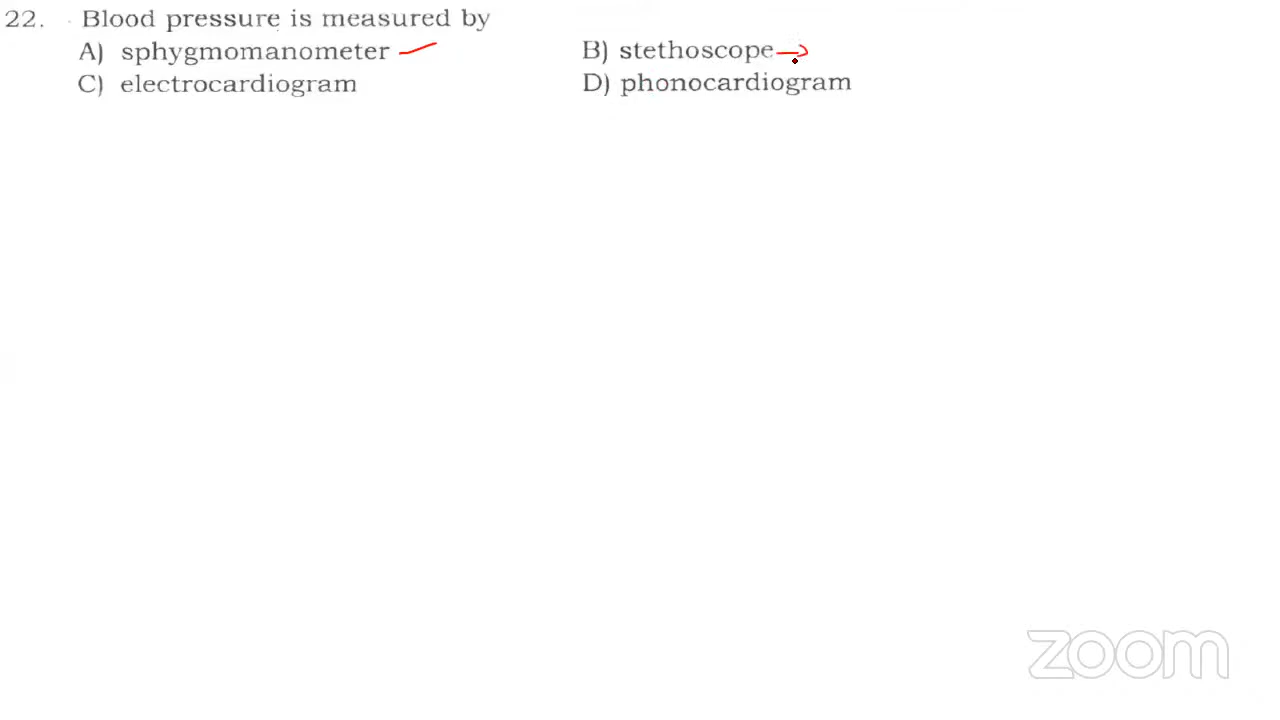 22. Blood pressure is measured by
A) sphygmomanometer B) stethoscope
C) electrocardiogram D) phonocardiogram
zoom